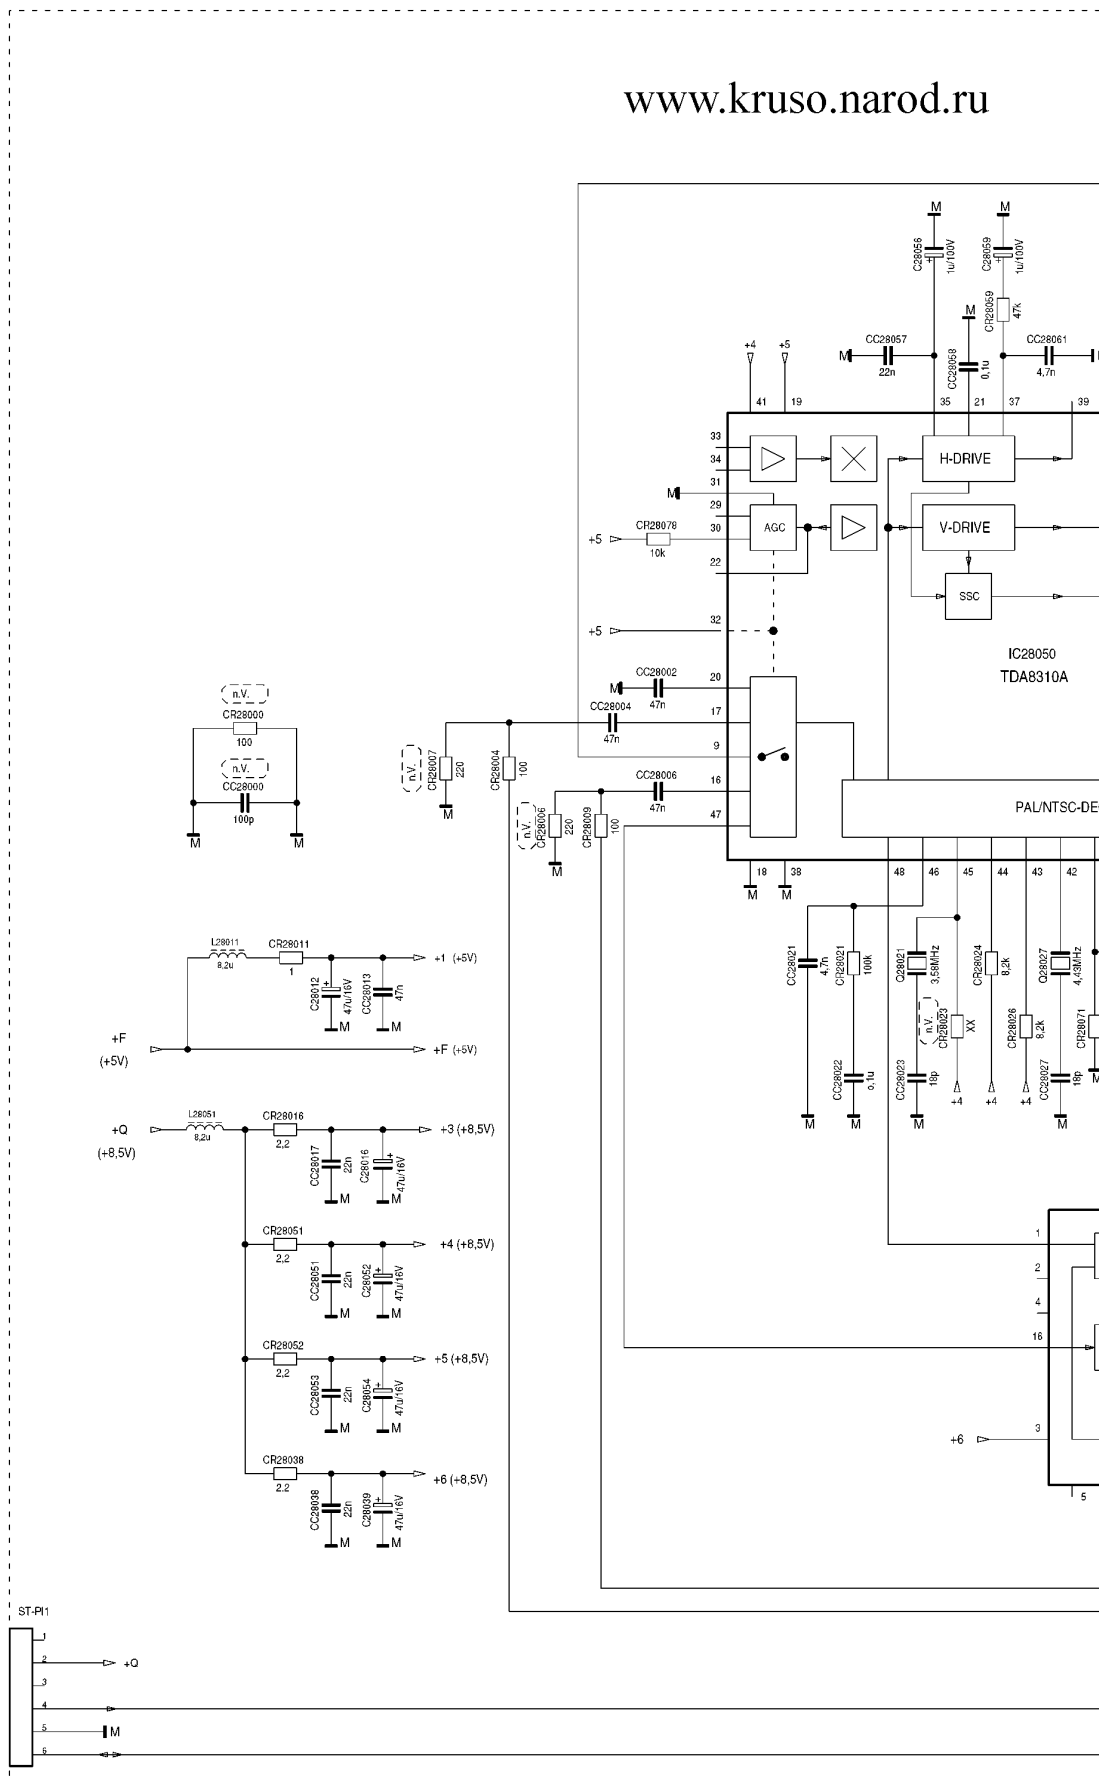 www.kruso.narod.ru
M
M
C28056
1u/100V
C28059
1u/100V
CR28059
47k
M
CC28057
22n
M
CC28058
0,1u
CC28061
4,7n
+4
+5
41
19
35
21
37
39
33
34
31
29
30
22
32
20
17
9
16
47
H-DRIVE
V-DRIVE
SSC
AGC
M
CR28078
+5
10k
+5
IC28050
TDA8310A
M
CC28002
47n
CC28004
47n
CC28006
47n
n.V.
CR28000
100
n.V.
CC28000
100p
M
M
n.V.
CR28007
220
M
CR28004
100
n.V.
CR28006
220
M
CR28009
100
PAL/NTSC-DE
18
38
M
M
48
46
45
44
43
42
CC28021
4,7n
CR28021
100k
Q28021
3,58MHz
CR28024
8,2k
Q28027
4,43MHz
n.V.
CR28023
XX
CR28026
8,2k
CR28071
CC28022
o,1u
CC28023
18p
CC28027
18p
+4
+4
+4
M
M
M
M
M
L28011
8,2u
CR28011
1
+1 (+5V)
C28012
47u/16V
CC28013
47n
M
M
+F
(+5V)
+F (+5V)
+Q
(+8,5V)
L28051
8,2u
CR28016
2,2
+3 (+8,5V)
CC28017
22n
C28016
47u/16V
M
M
CR28051
2,2
+4 (+8,5V)
CC28051
22n
C28052
47u/16V
M
M
CR28052
2,2
+5 (+8,5V)
CC28053
22n
C28054
47u/16V
M
M
CR28038
2,2
+6 (+8,5V)
CC28038
22n
C28039
47u/16V
M
M
1
2
4
16
3
+6
5
ST-PI1
1
2
+Q
3
4
5
M
6